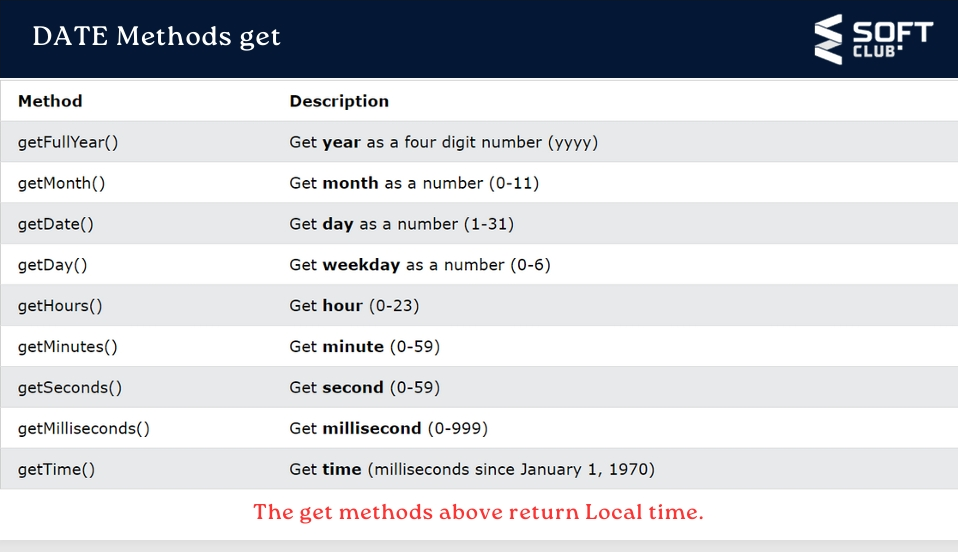 DATE Methods get
SOFT
CLUB
Method Description
getFullYear() Get year as a four digit number (yyyy)
getMonth() Get month as a number (0-11)
getDate() Get day as a number (1-31)
getDay() Get weekday as a number (0-6)
getHours() Get hour (0-23)
getMinutes() Get minute (0-59)
getSeconds() Get second (0-59)
getMilliseconds() Get millisecond (0-999)
getTime() Get time (milliseconds since January 1, 1970)
The get methods above return Local time.